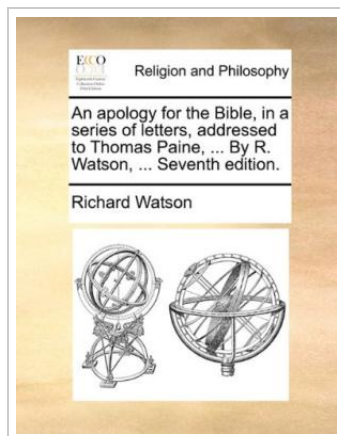 ECCO
Religion and Philosophy
An apology for the Bible, in a
series of letters, addressed
to Thomas Paine, ... By R.
Watson, ... Seventh edition.
Richard Watson